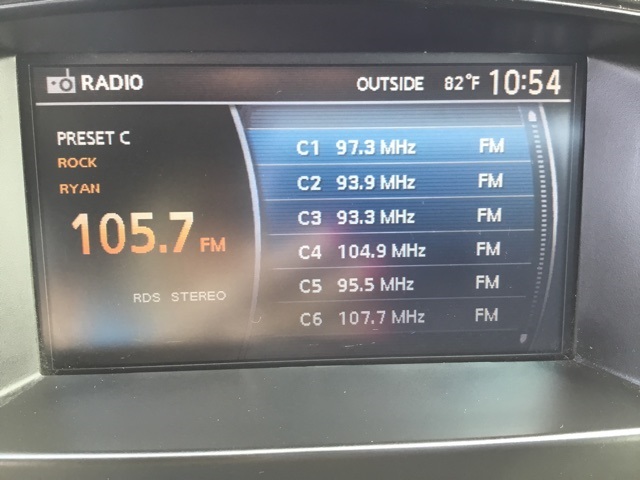 RADIO OUTSIDE 82°F 10:54
PRESET C
ROCK
RYAN
105.7 FM
RDS STEREO
C1 97.3 MHz FM
C2 93.9 MHz FM
C3 93.3 MHz FM
C4 104.9 MHz FM
C5 95.5 MHz FM
C6 107.7 MHz FM